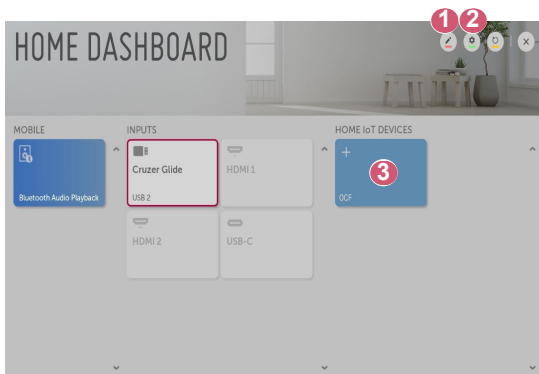 1 2
HOME DASHBOARD
MOBILE
INPUTS
HOME IoT DEVICES
Bluetooth Audio Playback
Cruzer Glide
USB 2
HDMI 1
HDMI 2
USB-C
3
OCF